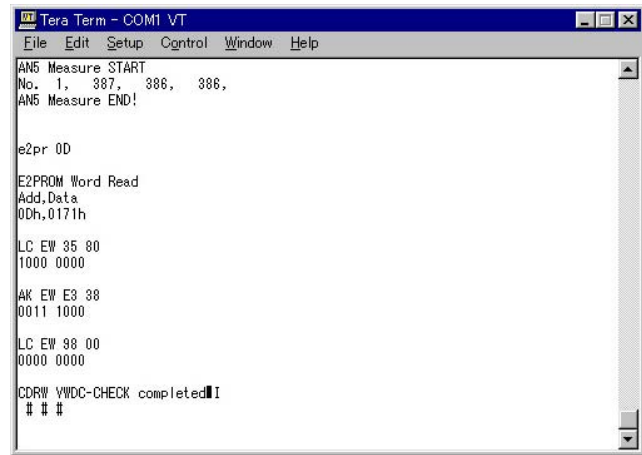 Tera Term - COM1 VT
File Edit Setup Control Window Help
AN5 Measure START
No. 1, 387, 386, 386,
AN5 Measure END!
e2pr 0D
E2PROM Word Read
Add,Data
0Dh,0171h
LC EW 35 80
1000 0000
AK EW E3 38
0011 1000
LC EW 98 00
0000 0000
CDRW VWDC-CHECK completed
# # #